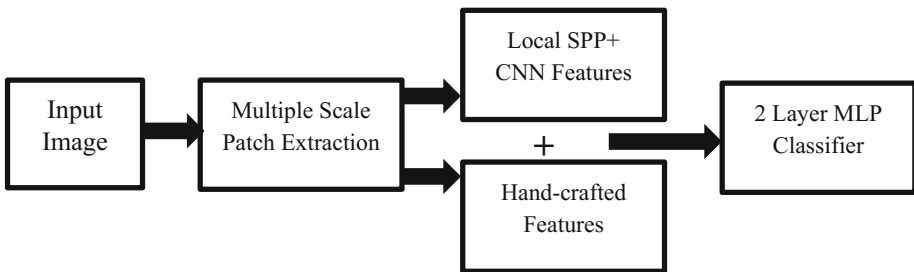 Input
Image
Multiple Scale
Patch Extraction
Local SPP+
CNN Features
+
Hand-crafted
Features
2 Layer MLP
Classifier